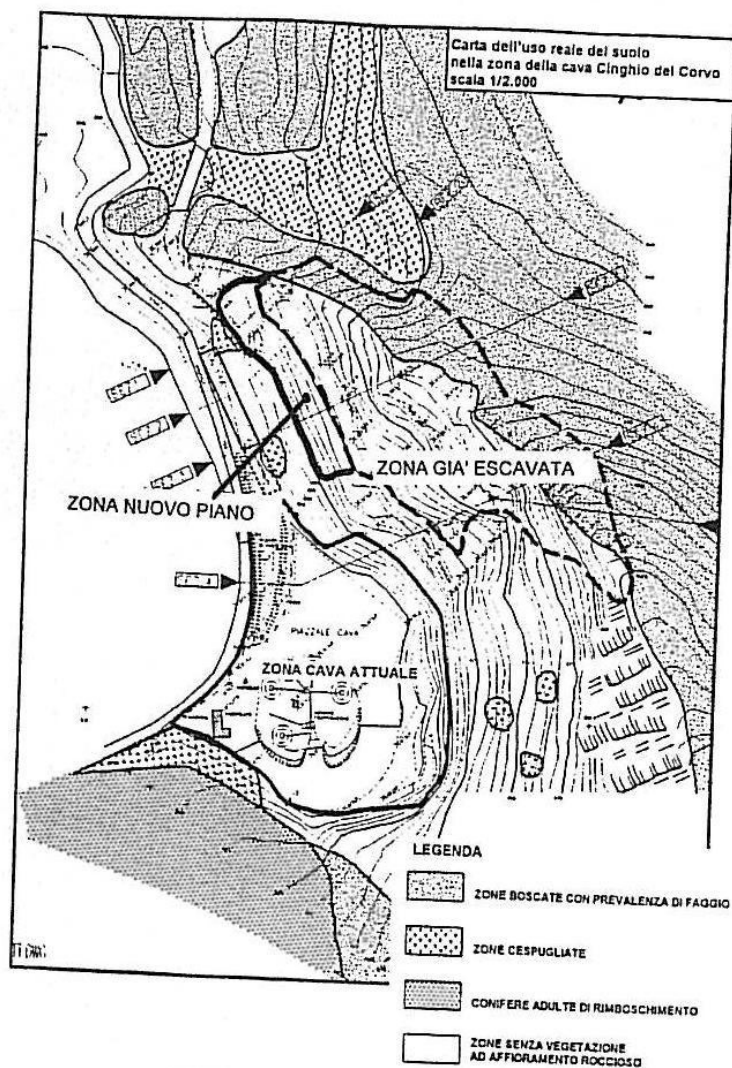 Carta dell'uso reale del suolo
nella zona della cava Cinghio del Corvo
scala 1/2.000
ZONA GIA' ESCAVATA
ZONA NUOVO PIANO
PIAZZALE CAVA
ZONA CAVA ATTUALE
LEGENDA
ZONE BOSCATE CON PREVALENZA DI FAGGIO
ZONE CESPUGLIATE
CONIFERE ADULTE DI RIMBOSCHIMENTO
ZONE SENZA VEGETAZIONE
AD AFFIORAMENTO ROCCIOSO